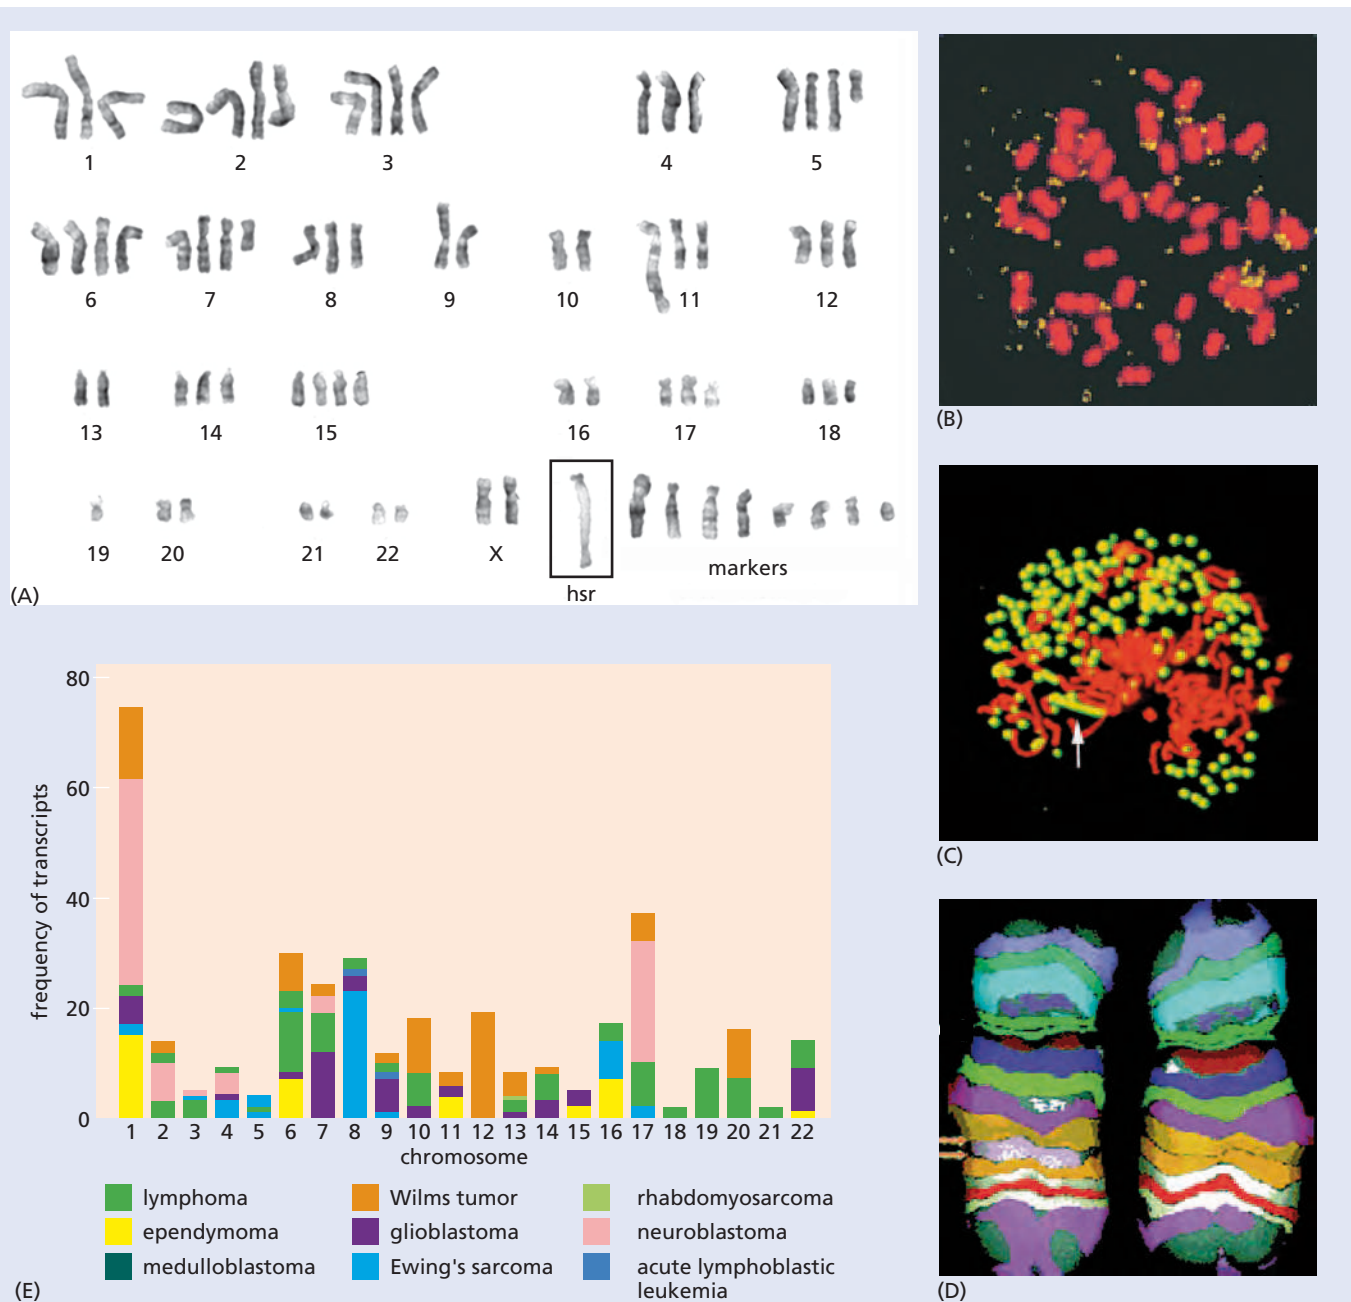 1 2 3 4 5
6 7 8 9 10 11 12
13 14 15 16 17 18
19 20 21 22 X
hsr
markers
(A)
(B)
(C)
(D)
frequency of transcripts
80
60
40
20
0
1 2 3 4 5 6 7 8 9 10 11 12 13 14 15 16 17 18 19 20 21 22
chromosome
lymphoma
ependymoma
medulloblastoma
Wilms tumor
glioblastoma
Ewing's sarcoma
rhabdomyosarcoma
neuroblastoma
acute lymphoblastic
leukemia
(E)